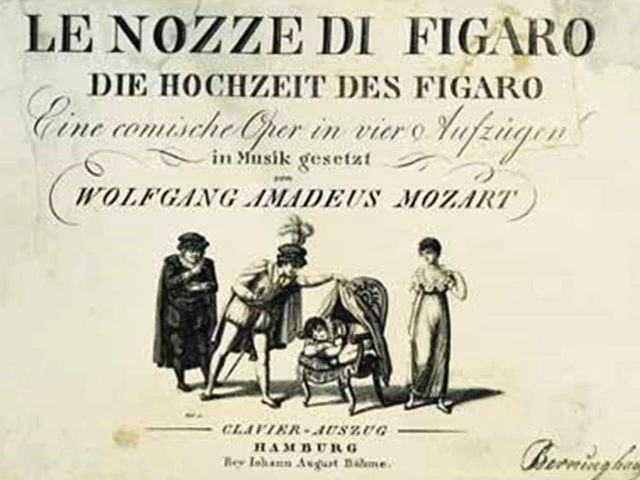 LE NOZZE DI FIGARO
DIE HOCHZEIT DES FIGARO
Eine comische Oper in vier Aufzügen
in Musik gesetzt
von
WOLFGANG AMADEUS MOZART
CLAVIER-AUSZUG
HAMBURG
Bey Iohann August Böhme.